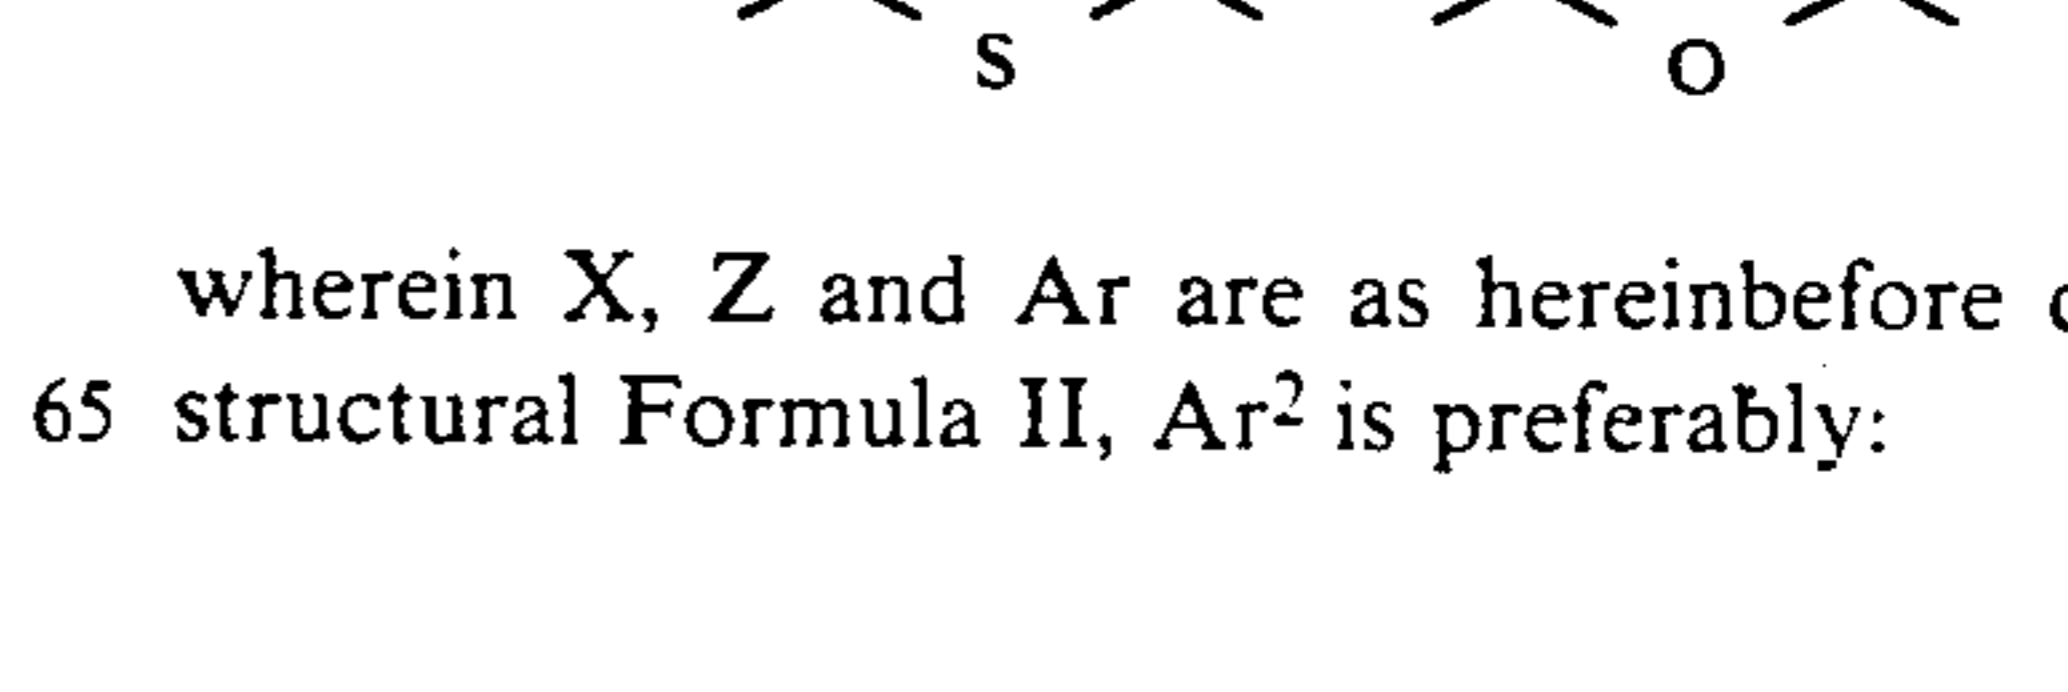 S O
wherein X, Z and Ar are as hereinbefore
65 structural Formula II, Ar² is preferably: